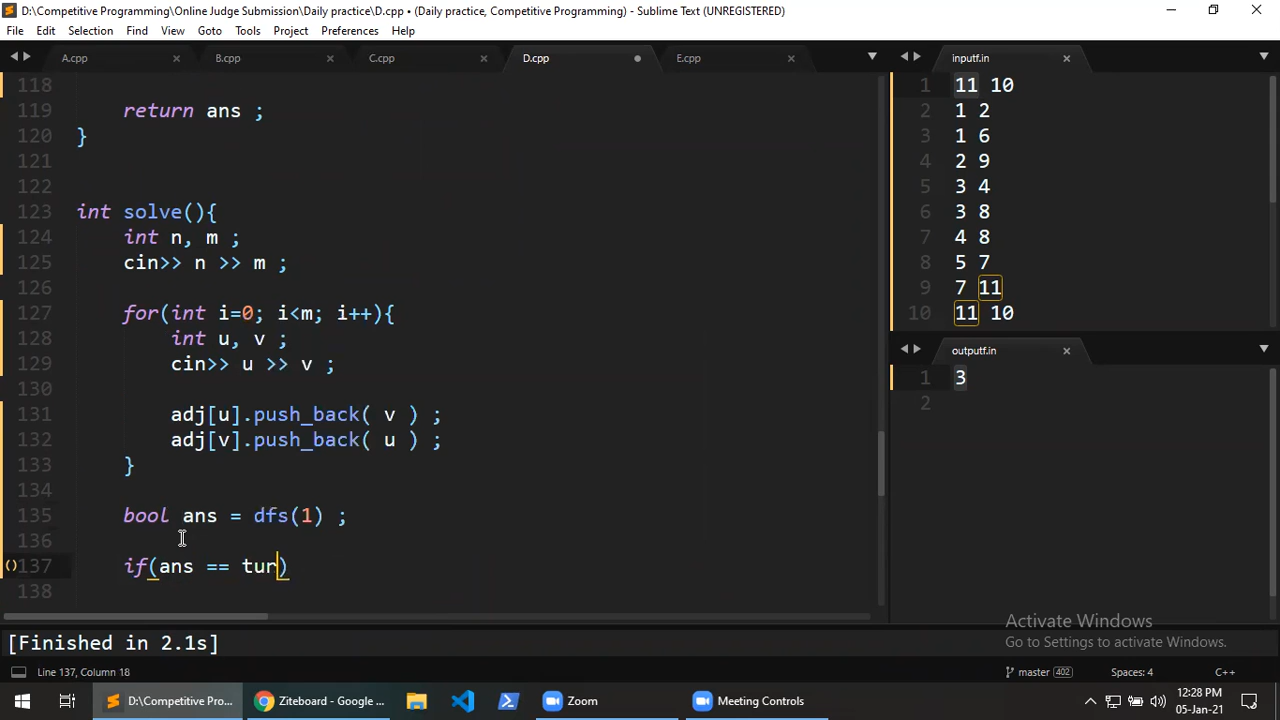 D:\Competitive Programming\Online Judge Submission\Daily practice\D.cpp • (Daily practice, Competitive Programming) - Sublime Text (UNREGISTERED)
File Edit Selection Find View Goto Tools Project Preferences Help
A.cpp B.cpp C.cpp D.cpp E.cpp
118
119 return ans ;
120 }
121
122
123 int solve(){
124 int n, m ;
125 cin>> n >> m ;
126
127 for(int i=0; i<m; i++){
128 int u, v ;
129 cin>> u >> v ;
130
131 adj[u].push_back( v ) ;
132 adj[v].push_back( u ) ;
133 }
134
135 bool ans = dfs(1) ;
136
137 if(ans == tur)
138
inputf.in
1 11 10
2 1 2
3 1 6
4 2 9
5 3 4
6 3 8
7 4 8
8 5 7
9 7 11
10 11 10
outputf.in
1 3
2
[Finished in 2.1s]
Activate Windows
Go to Settings to activate Windows.
Line 137, Column 18
master 402 Spaces: 4 C++
D:\Competitive Pro... Ziteboard - Google ... Zoom Meeting Controls
12:28 PM
05-Jan-21